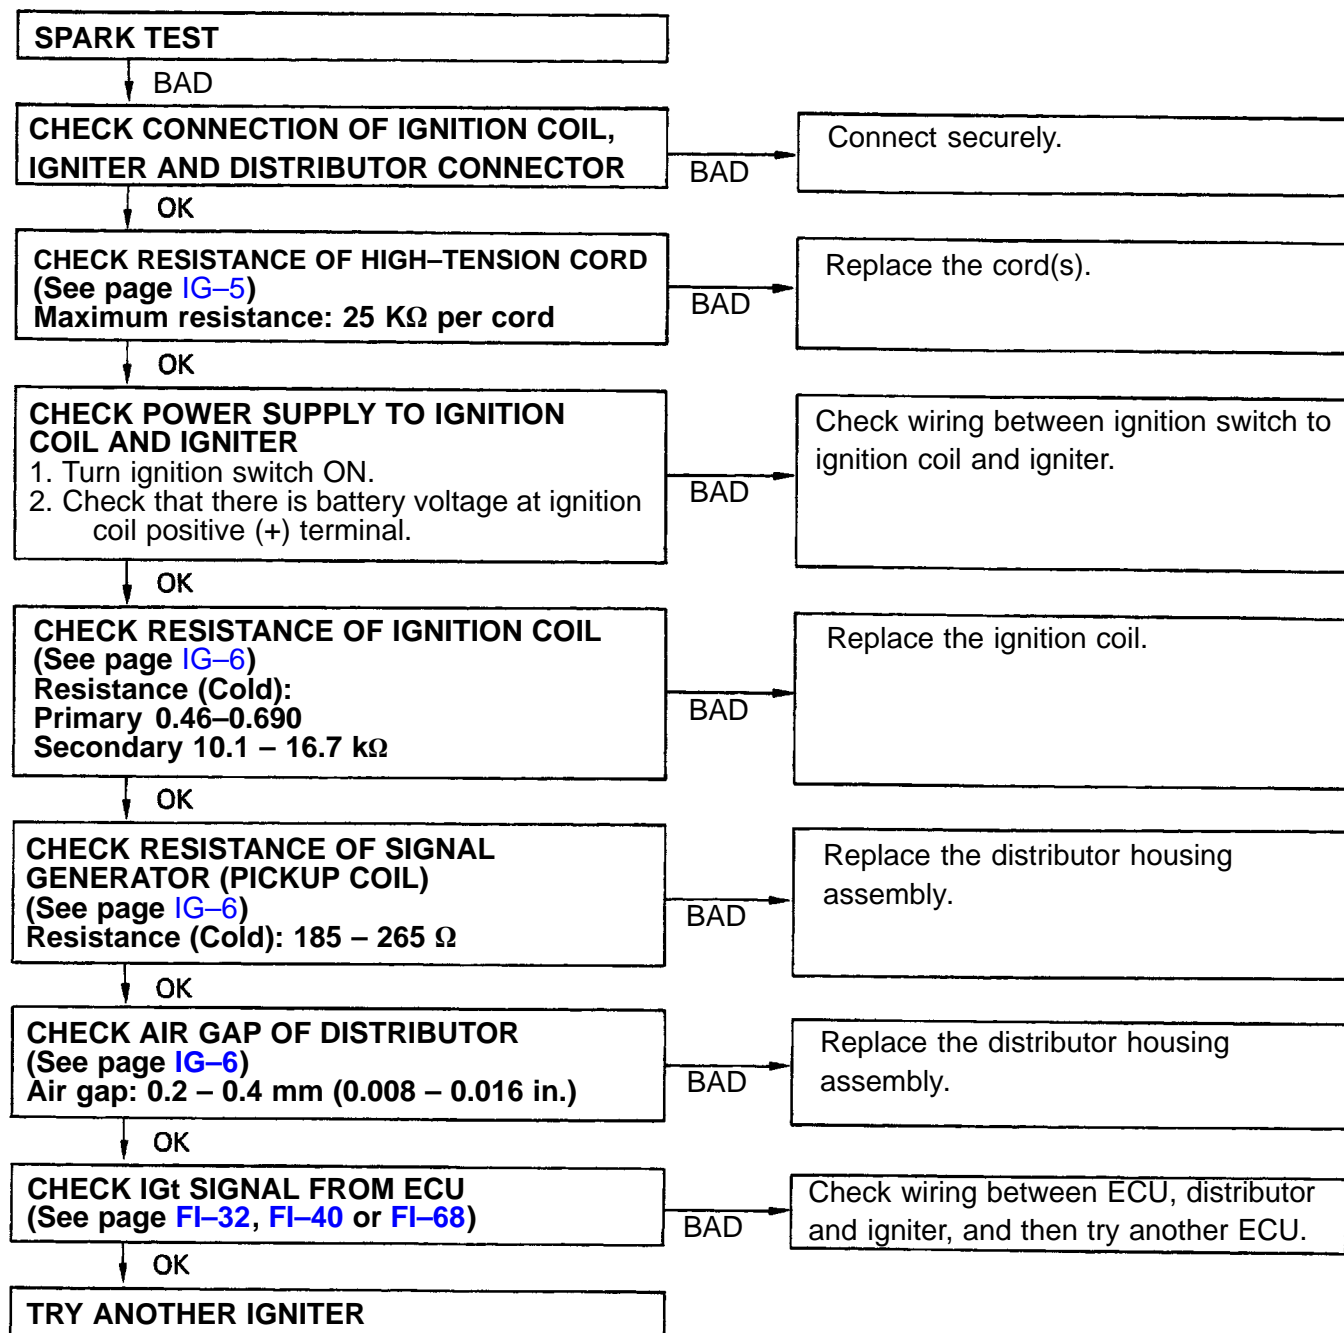 SPARK TEST
BAD
CHECK CONNECTION OF IGNITION COIL,
IGNITER AND DISTRIBUTOR CONNECTOR
BAD
Connect securely.
OK
CHECK RESISTANCE OF HIGH–TENSION CORD
(See page IG–5)
Maximum resistance: 25 KΩ per cord
BAD
Replace the cord(s).
OK
CHECK POWER SUPPLY TO IGNITION
COIL AND IGNITER
1. Turn ignition switch ON.
2. Check that there is battery voltage at ignition
coil positive (+) terminal.
BAD
Check wiring between ignition switch to
ignition coil and igniter.
OK
CHECK RESISTANCE OF IGNITION COIL
(See page IG–6)
Resistance (Cold):
Primary 0.46–0.690
Secondary 10.1 – 16.7 kΩ
BAD
Replace the ignition coil.
OK
CHECK RESISTANCE OF SIGNAL
GENERATOR (PICKUP COIL)
(See page IG–6)
Resistance (Cold): 185 – 265 Ω
BAD
Replace the distributor housing
assembly.
OK
CHECK AIR GAP OF DISTRIBUTOR
(See page IG–6)
Air gap: 0.2 – 0.4 mm (0.008 – 0.016 in.)
BAD
Replace the distributor housing
assembly.
OK
CHECK IGt SIGNAL FROM ECU
(See page FI–32, FI–40 or FI–68)
BAD
Check wiring between ECU, distributor
and igniter, and then try another ECU.
OK
TRY ANOTHER IGNITER